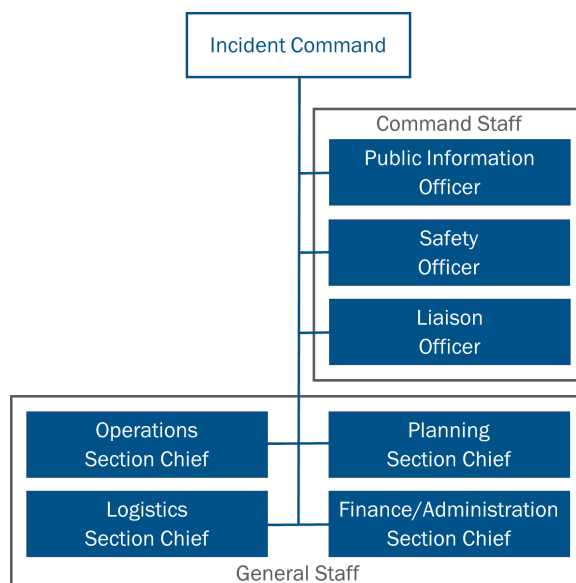 Incident Command
Command Staff
Public Information
Officer
Safety
Officer
Liaison
Officer
Operations
Section Chief
Planning
Section Chief
Logistics
Section Chief
Finance/Administration
Section Chief
General Staff